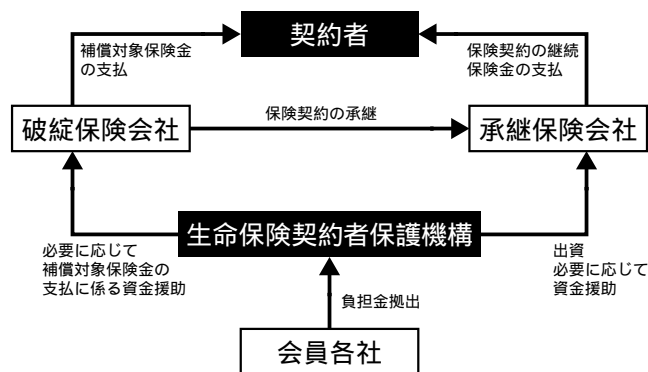 契約者
補償対象保険金
の支払
保険契約の継続
保険金の支払
破綻保険会社
保険契約の承継
承継保険会社
生命保険契約者保護機構
必要に応じて
補償対象保険金の
支払に係る資金援助
出資
必要に応じて
資金援助
負担金拠出
会員各社